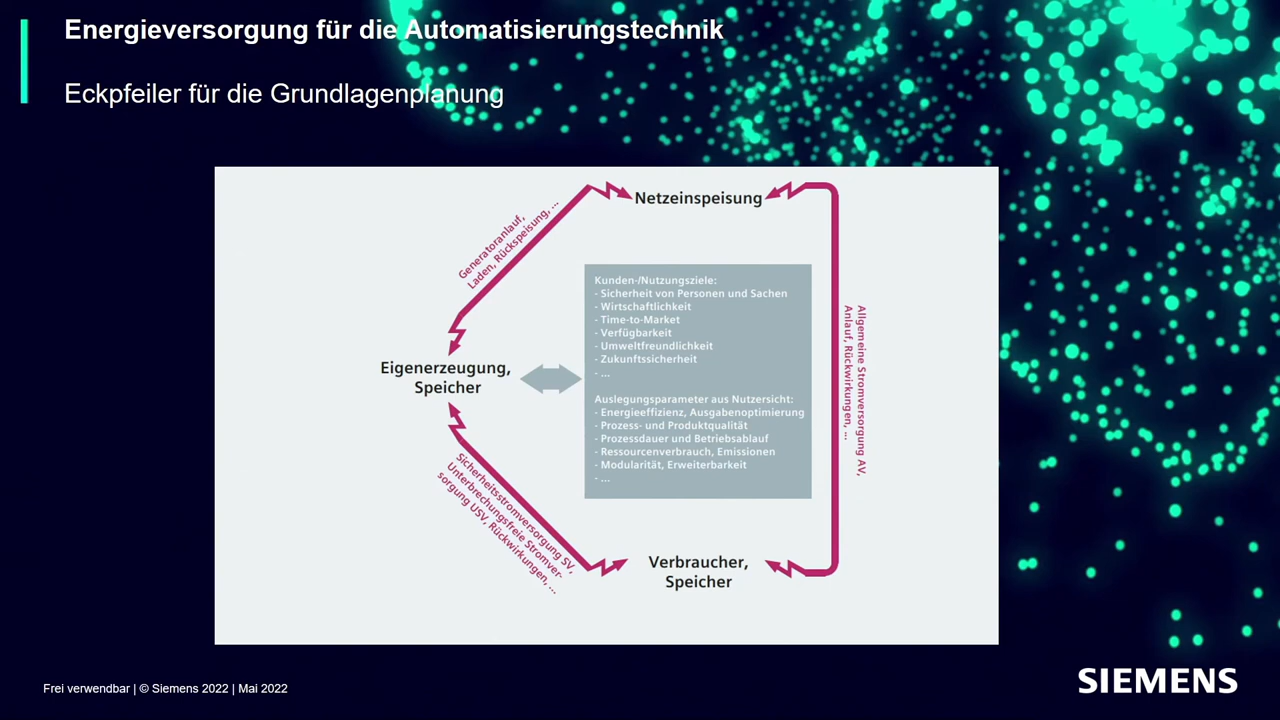 Energieversorgung für die Automatisierungstechnik
Eckpfeiler für die Grundlagenplanung
Netzeinspeisung
Generatoranlauf,
Laden, Rückspeisung, ...
Kunden-/Nutzungsziele:
- Sicherheit von Personen und Sachen
- Wirtschaftlichkeit
- Time-to-Market
- Verfügbarkeit
- Umweltfreundlichkeit
- Zukunftssicherheit
- ...
Auslegungsparameter aus Nutzersicht:
- Energieeffizienz, Ausgabenoptimierung
- Prozess- und Produktqualität
- Prozessdauer und Betriebsablauf
- Ressourcenverbrauch, Emissionen
- Modularität, Erweiterbarkeit
- ...
Allgemeine Stromversorgung AV,
Anlauf, Rückwirkungen, ...
Eigenerzeugung,
Speicher
Sicherheitsstromversorgung SV,
Unterbrechungsfreie Stromver-
sorgung USV, Rückwirkungen, ...
Verbraucher,
Speicher
Frei verwendbar | © Siemens 2022 | Mai 2022
SIEMENS